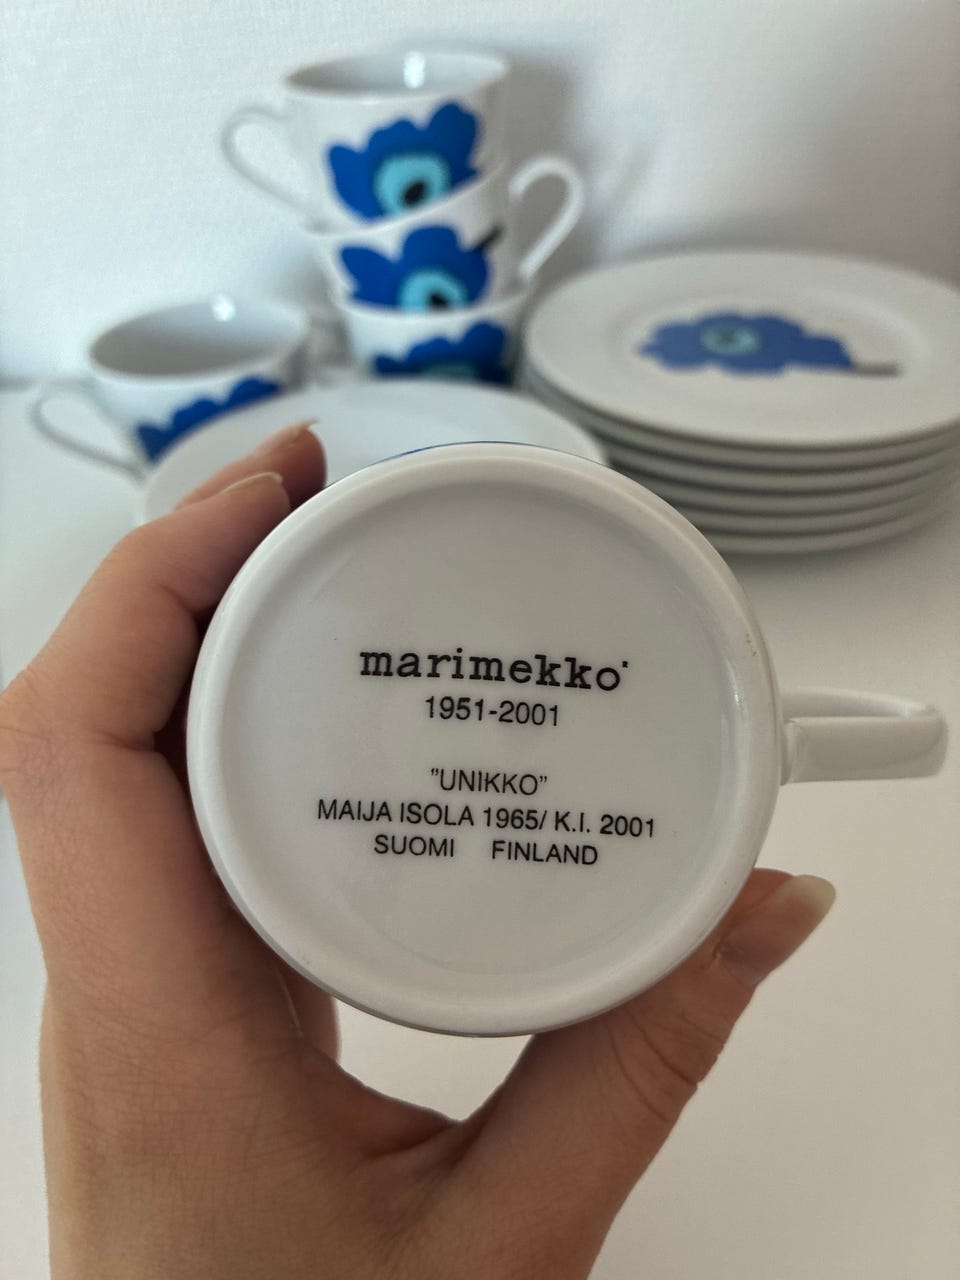 marimekko®
1951-2001
”UNIKKO”
MAIJA ISOLA 1965/ K.I. 2001
SUOMI FINLAND